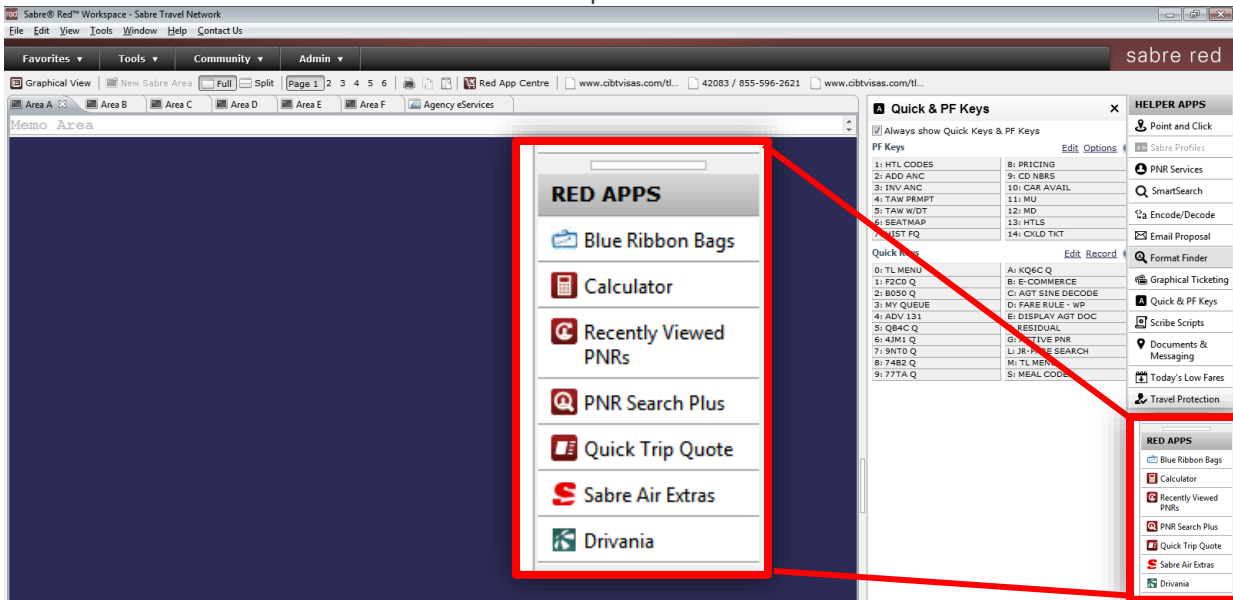 Sabre® Red™ Workspace - Sabre Travel Network
File Edit View Tools Window Help Contact Us
Favorites Tools Community Admin
sabre red
Graphical View New Sabre Area Full Split Page 1 2 3 4 5 6 Red App Centre www.cibtvisas.com/tl... 42083 / 855-596-2621 www.cibtvisas.com/tl...
Area A Area B Area C Area D Area E Area F Agency eServices
Memo Area
RED APPS
Blue Ribbon Bags
Calculator
Recently Viewed
PNRs
PNR Search Plus
Quick Trip Quote
Sabre Air Extras
Drivania
Quick & PF Keys
Always show Quick Keys & PF Keys
PF Keys Edit Options
1: HTL CODES 8: PRICING
2: ADD ANC 9: CD NBRS
3: INV ANC 10: CAR AVAIL
4: TAW PRMPT 11: MU
5: TAW W/DT 12: MD
6: SEATMAP 13: HTLS
HIST FQ 14: CXLD TKT
Quick Keys Edit Record
0: TL MENU A: KQ6C Q
1: F2C0 Q B: E-COMMERCE
2: B050 Q C: AGT SINE DECODE
3: MY QUEUE D: FARE RULE - WP
4: ADV 131 E: DISPLAY AGT DOC
5: QB4C Q RESIDUAL
6: 4JM1 Q G: ACTIVE PNR
7: 9NT0 Q L: JR-FARE SEARCH
8: 74B2 Q M: TL MENU
9: 77TA Q S: MEAL CODES
HELPER APPS
Point and Click
Sabre Profiles
PNR Services
SmartSearch
Encode/Decode
Email Proposal
Format Finder
Graphical Ticketing
Quick & PF Keys
Scribe Scripts
Documents &
Messaging
Today's Low Fares
Travel Protection
RED APPS
Blue Ribbon Bags
Calculator
Recently Viewed
PNRs
PNR Search Plus
Quick Trip Quote
Sabre Air Extras
Drivania